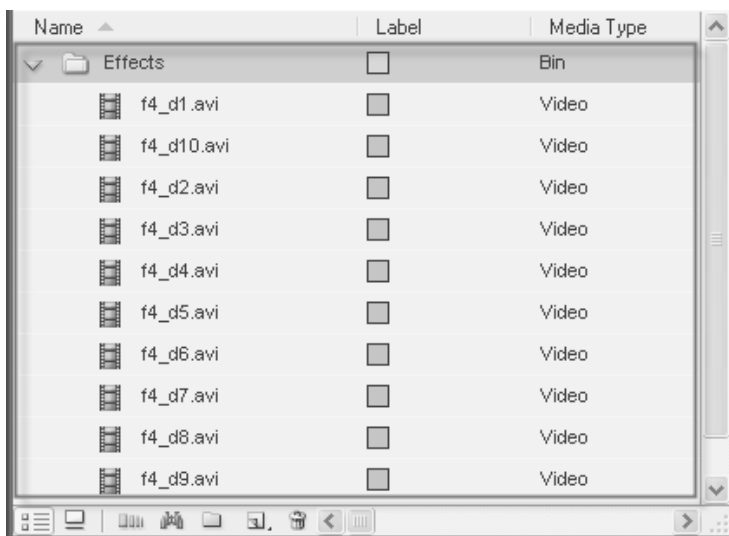 Name Label Media Type
Effects Bin
f4_d1.avi Video
f4_d10.avi Video
f4_d2.avi Video
f4_d3.avi Video
f4_d4.avi Video
f4_d5.avi Video
f4_d6.avi Video
f4_d7.avi Video
f4_d8.avi Video
f4_d9.avi Video